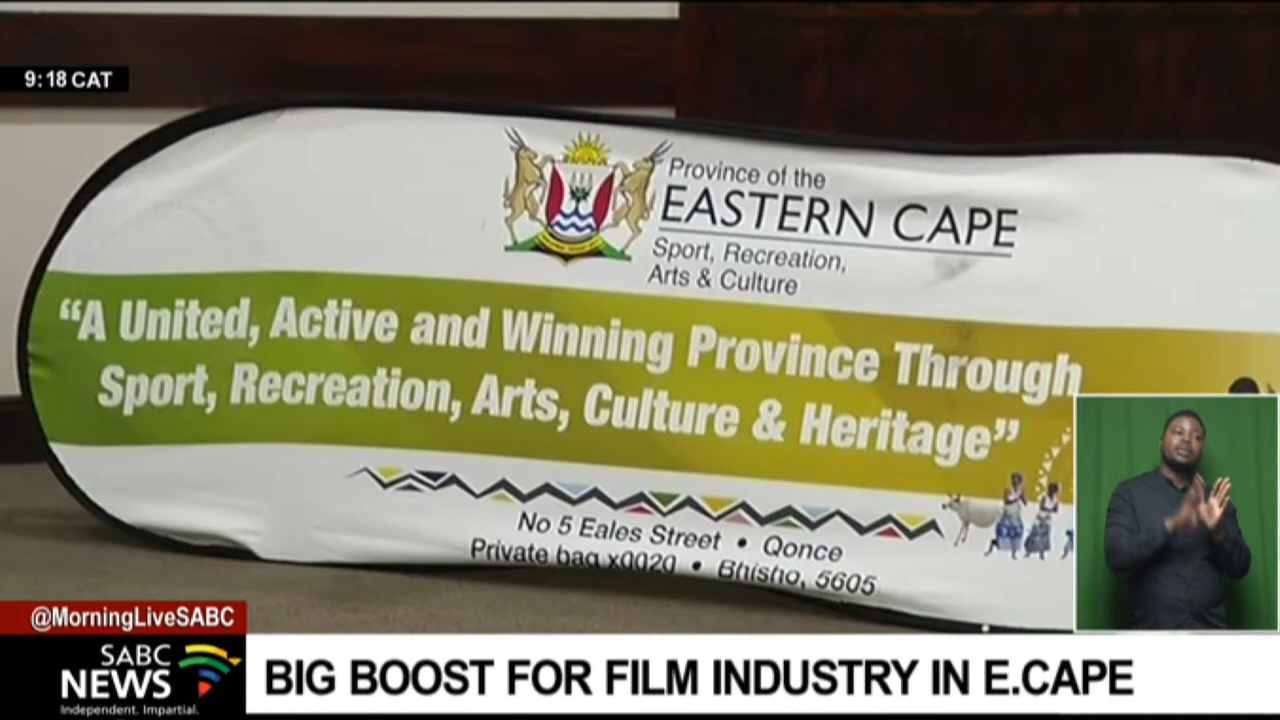 9:18 CAT
Province of the
EASTERN CAPE
Sport, Recreation,
Arts & Culture
“A United, Active and Winning Province Through
Sport, Recreation, Arts, Culture & Heritage”
No 5 Eales Street • Qonce
Private bag x0020 • Bhisho, 5605
@MorningLiveSABC
SABC
NEWS
Independent. Impartial.
BIG BOOST FOR FILM INDUSTRY IN E.CAPE